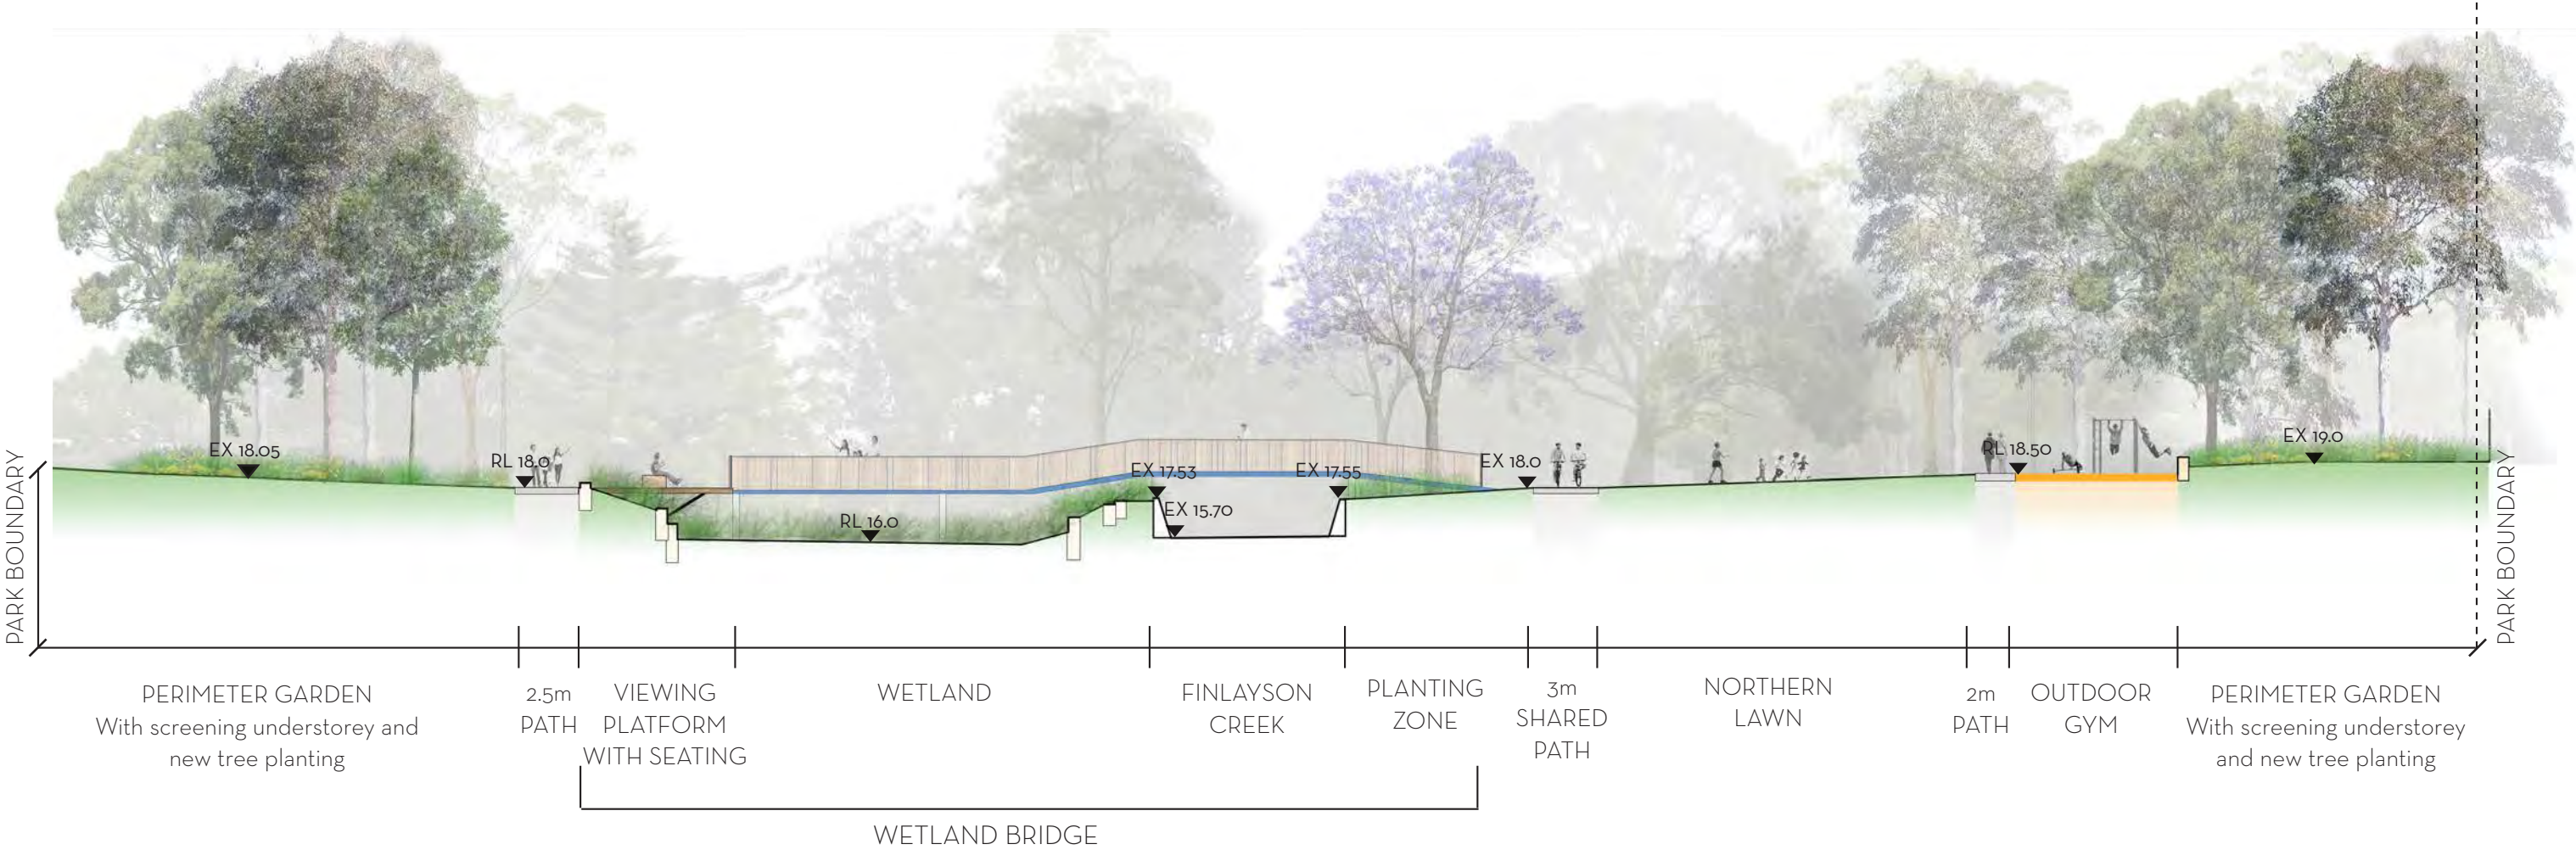 EX 18.05
RL 18.0
RL 16.0
EX 17.53
EX 15.70
EX 17.55
EX 18.0
RL 18.50
EX 19.0
PARK BOUNDARY
PARK BOUNDARY
PERIMETER GARDEN
With screening understorey and
new tree planting
2.5m
PATH
VIEWING
PLATFORM
WITH SEATING
WETLAND
FINLAYSON
CREEK
PLANTING
ZONE
3m
SHARED
PATH
NORTHERN
LAWN
2m
PATH
OUTDOOR
GYM
PERIMETER GARDEN
With screening understorey
and new tree planting
WETLAND BRIDGE